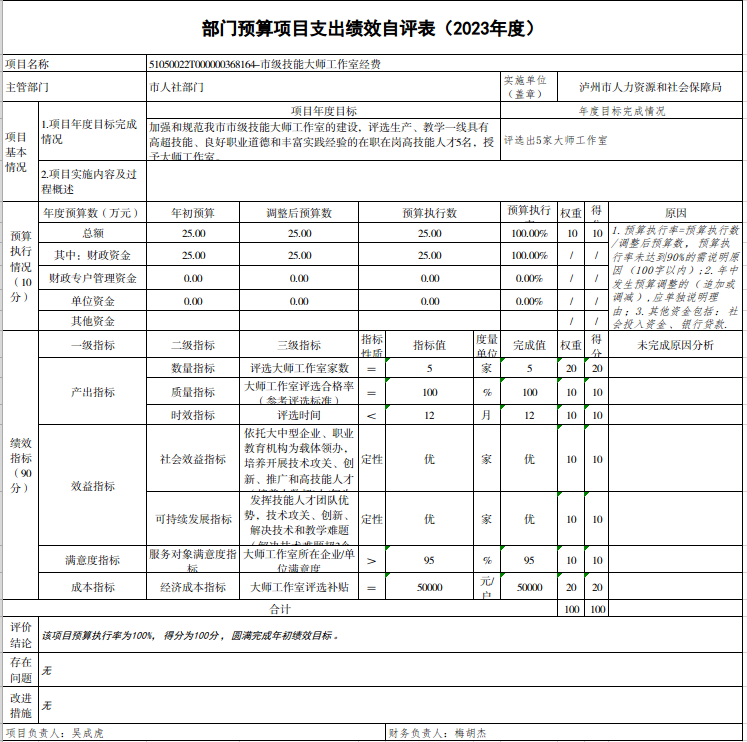 部门预算项目支出绩效自评表（2023年度）
项目名称 51050022T000000368164-市级技能大师工作室经费
主管部门 市人社部门 实施单位（盖章） 泸州市人力资源和社会保障局
项目基本情况 1.项目年度目标完成情况 项目年度目标 年度目标完成情况
加强和规范我市市级技能大师工作室的建设，评选生产、教学一线具有
高超技能、良好职业道德和丰富实践经验的在职在岗高技能人才5名，授
予大师工作室。
评选出5家大师工作室
2.项目实施内容及过程概述
预算执行情况（10分） 年度预算数（万元） 年初预算 调整后预算数 预算执行数 预算执行 权重 得 原因
总额 25.00 25.00 25.00 100.00% 10 10
其中：财政资金 25.00 25.00 25.00 100.00% / /
财政专户管理资金 0.00 0.00 0.00 0.00% / /
单位资金 0.00 0.00 0.00 0.00% / /
其他资金 / /
1.预算执行率=预算执行数
/调整后预算数，预算执
行率未达到90%的需说明原
因（100字以内）；2.年中
发生预算调整的（追加或
调减），应单独说明理
由；3.其他资金包括：社
会投入资金、银行贷款.
绩效指标（90分） 一级指标 二级指标 三级指标 指标性质 指标值 度量单位 完成值 权重 得分 未完成原因分析
产出指标 数量指标 评选大师工作室家数 ＝ 5 家 5 20 20
质量指标 大师工作室评选合格率（参考评选标准） ＝ 100 % 100 10 10
时效指标 评选时间 ＜ 12 月 12 10 10
效益指标 社会效益指标
依托大中型企业、职业
教育机构为载体领办，
培养开展技术攻关、创
新、推广和高技能人才
定性 优 家 优 10 10
可持续发展指标
发挥技能人才团队优
势，技术攻关、创新、
解决技术和教学难题
定性 优 家 优 10 10
满意度指标 服务对象满意度指标 大师工作室所在企业/单位满意度 ＞ 95 % 95 10 10
成本指标 经济成本指标 大师工作室评选补贴 ＝ 50000 元/户 50000 20 20
合计 100 100
评价结论 该项目预算执行率为100%，得分为100分，圆满完成年初绩效目标。
存在问题 无
改进措施 无
项目负责人：吴成虎 财务负责人：梅胡杰